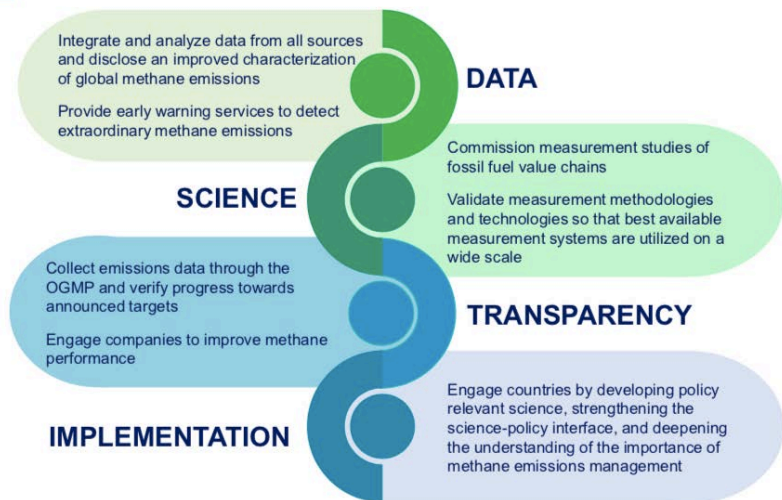 Integrate and analyze data from all sources
and disclose an improved characterization
of global methane emissions
Provide early warning services to detect
extraordinary methane emissions
DATA
SCIENCE
Commission measurement studies of
fossil fuel value chains
Validate measurement methodologies
and technologies so that best available
measurement systems are utilized on a
wide scale
Collect emissions data through the
OGMP and verify progress towards
announced targets
Engage companies to improve methane
performance
TRANSPARENCY
IMPLEMENTATION
Engage countries by developing policy
relevant science, strengthening the
science-policy interface, and deepening
the understanding of the importance of
methane emissions management